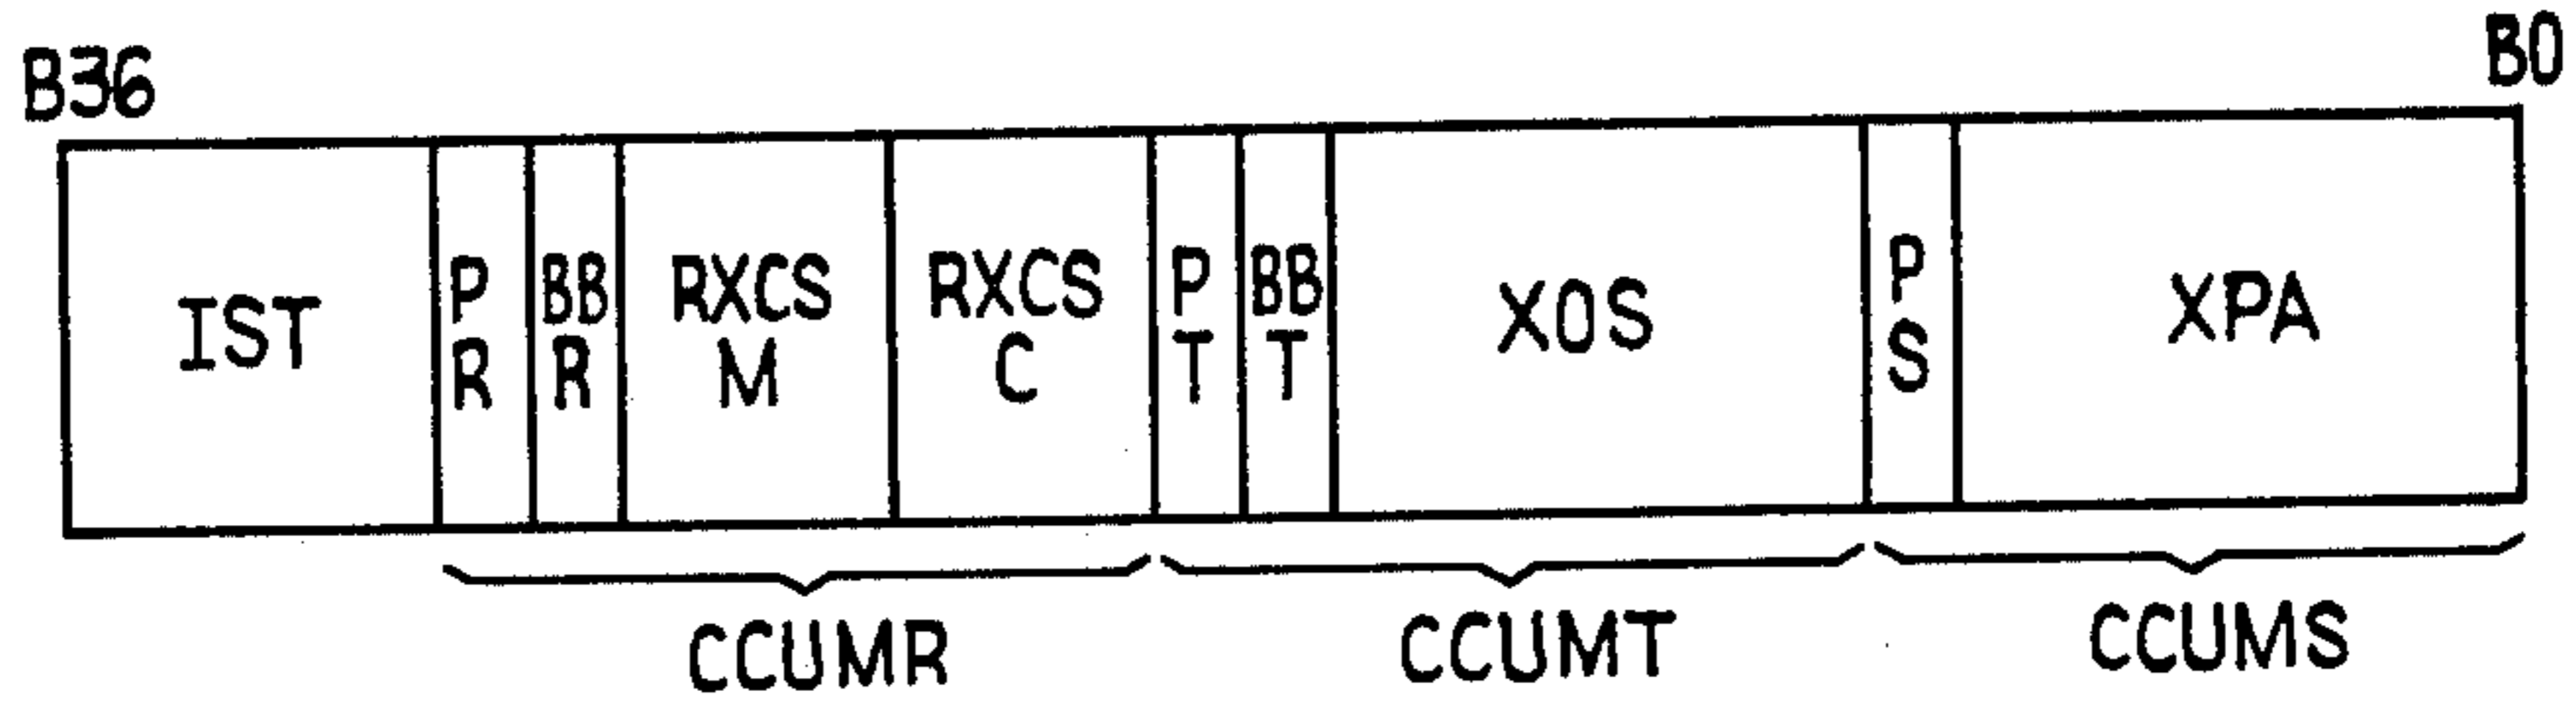 B36 B0
IST
P
R
BB
R
RXCS
M
RXCS
C
P
T
BB
T
XOS
P
S
XPA
CCUMR CCUMT CCUMS